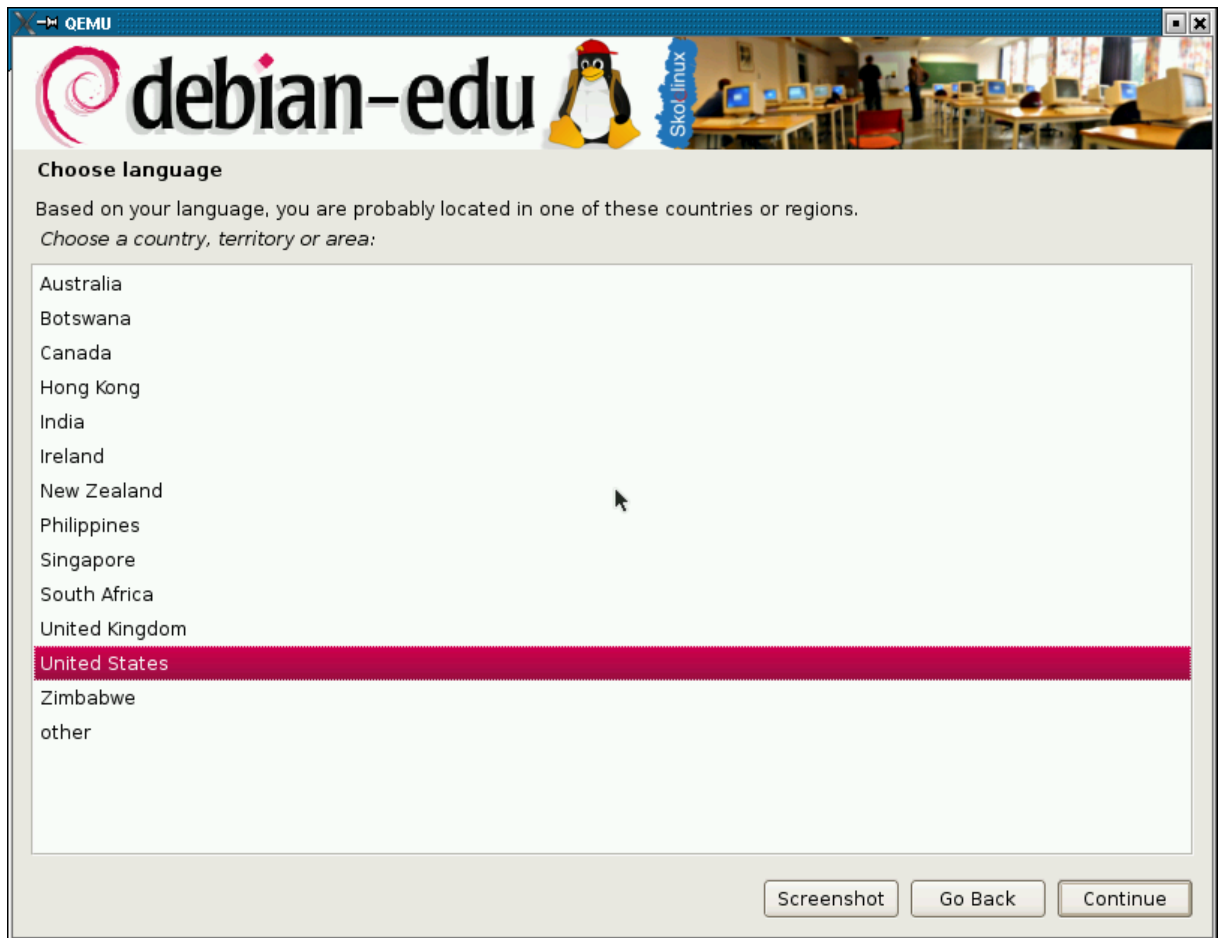 QEMU
debian-edu
Skolelinux
Choose language
Based on your language, you are probably located in one of these countries or regions.
Choose a country, territory or area:
Australia
Botswana
Canada
Hong Kong
India
Ireland
New Zealand
Philippines
Singapore
South Africa
United Kingdom
United States
Zimbabwe
other
Screenshot
Go Back
Continue